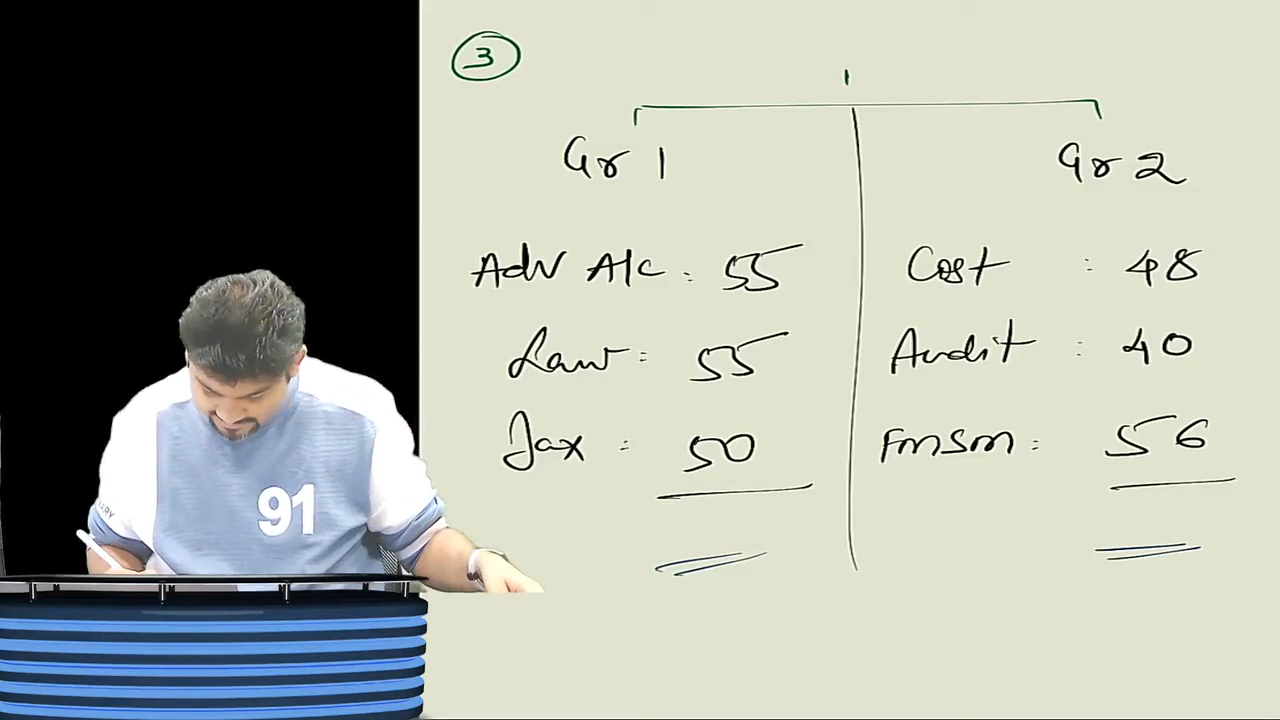 3
Gr 1
Adv A/c : 55
Law = 55
Tax = 50
Gr 2
Cost : 48
Audit : 40
FmSm = 56
91